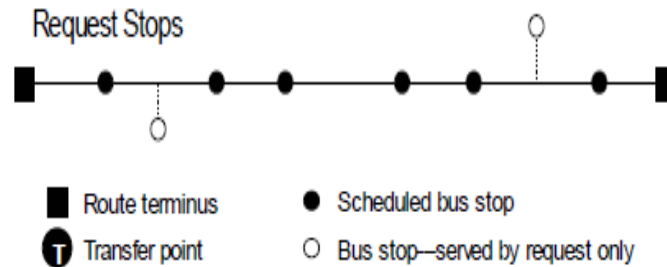 Request Stops
Route terminus
Scheduled bus stop
T
Transfer point
Bus stop—served by request only